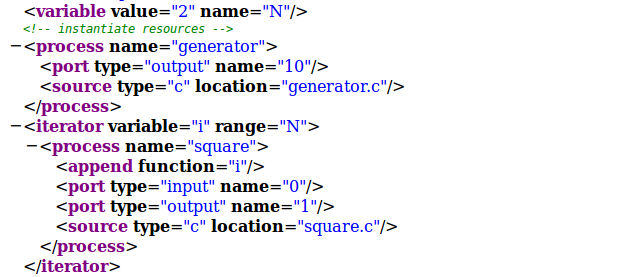 <variable value="2" name="N"/>
<!-- instantiate resources -->
−<process name="generator">
<port type="output" name="10"/>
<source type="c" location="generator.c"/>
</process>
−<iterator variable="i" range="N">
−<process name="square">
<append function="i"/>
<port type="input" name="0"/>
<port type="output" name="1"/>
<source type="c" location="square.c"/>
</process>
</iterator>